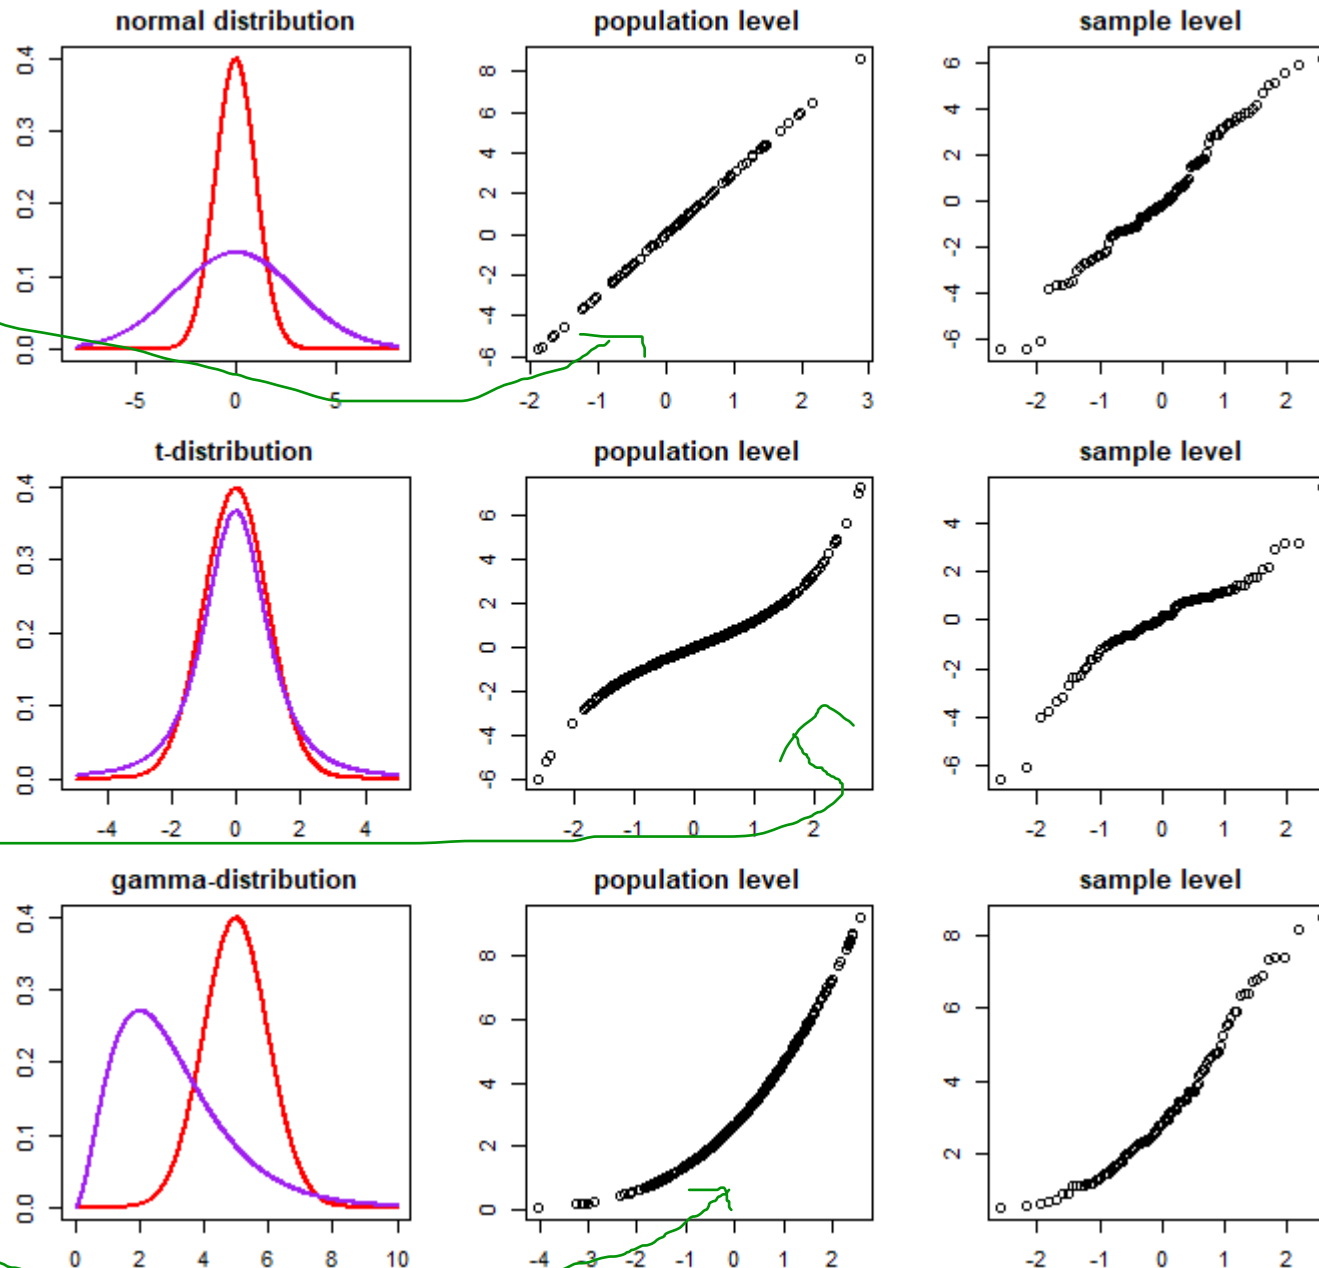 normal distribution
population level
sample level
0.4
0.3
0.2
0.1
0.0
-5 0 5
8
6
4
2
0
-2
-4
-6
-2 -1 0 1 2 3
6
4
2
0
-2
-4
-6
-2 -1 0 1 2
t-distribution
population level
sample level
0.4
0.3
0.2
0.1
0.0
-4 -2 0 2 4
6
4
2
0
-2
-4
-6
-2 -1 0 1 2
4
2
0
-2
-4
-6
-2 -1 0 1 2
gamma-distribution
population level
sample level
0.4
0.3
0.2
0.1
0.0
0 2 4 6 8 10
8
6
4
2
0
-4 -3 -2 -1 0 1 2
8
6
4
2
-2 -1 0 1 2